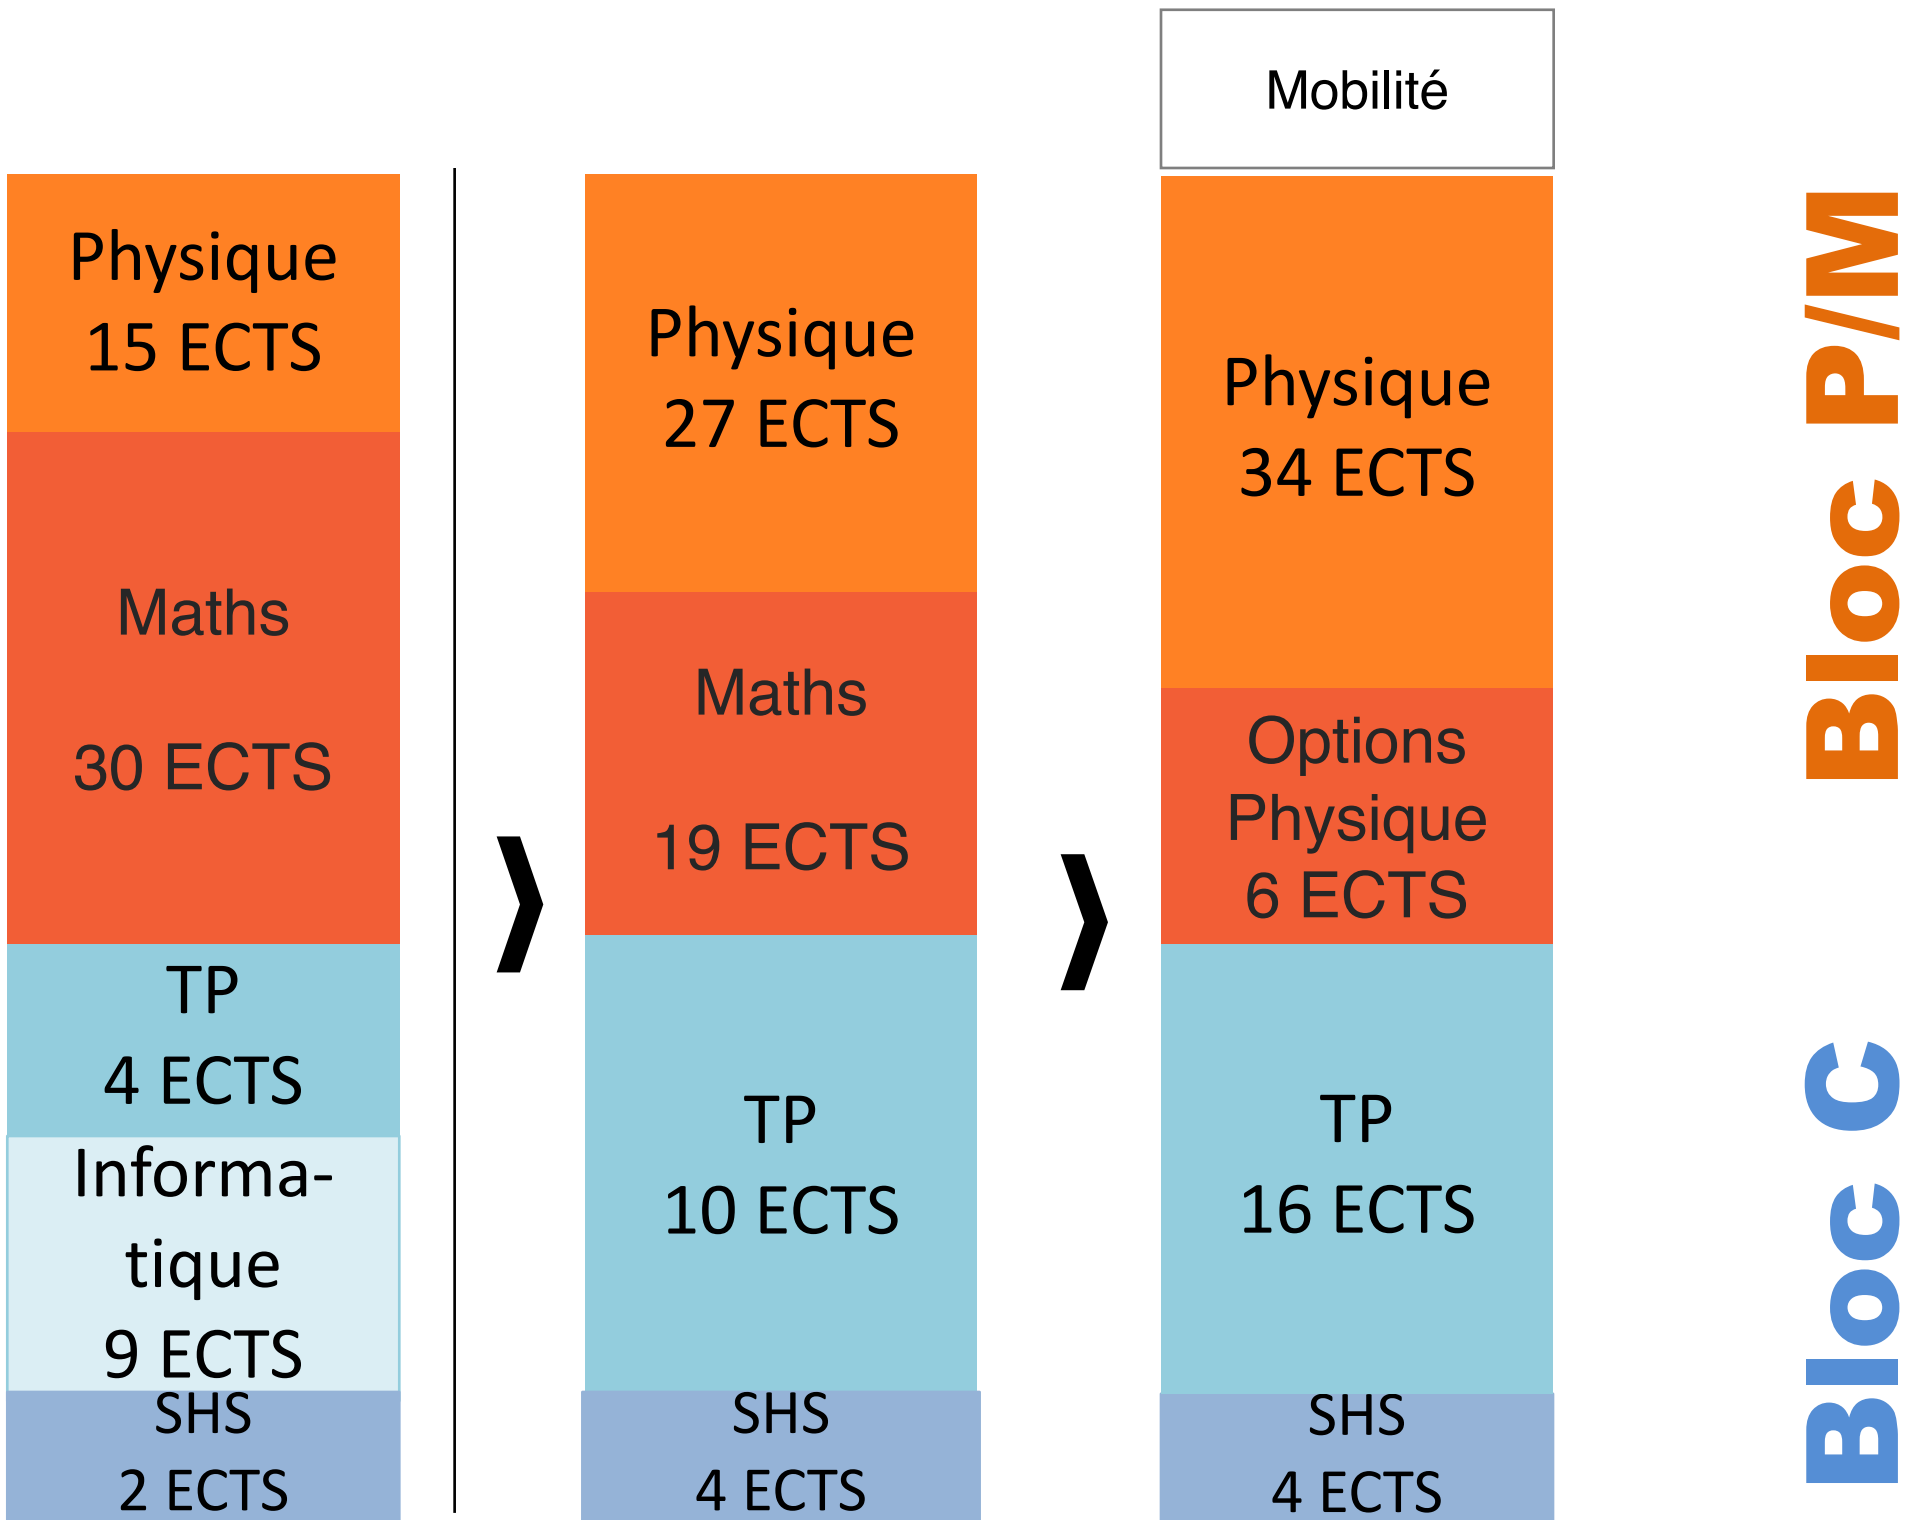 Physique
15 ECTS
Maths
30 ECTS
TP
4 ECTS
Informa-
tique
9 ECTS
SHS
2 ECTS
Physique
27 ECTS
Maths
19 ECTS
TP
10 ECTS
SHS
4 ECTS
Mobilité
Physique
34 ECTS
Options
Physique
6 ECTS
TP
16 ECTS
SHS
4 ECTS
Bloc P/M
Bloc C